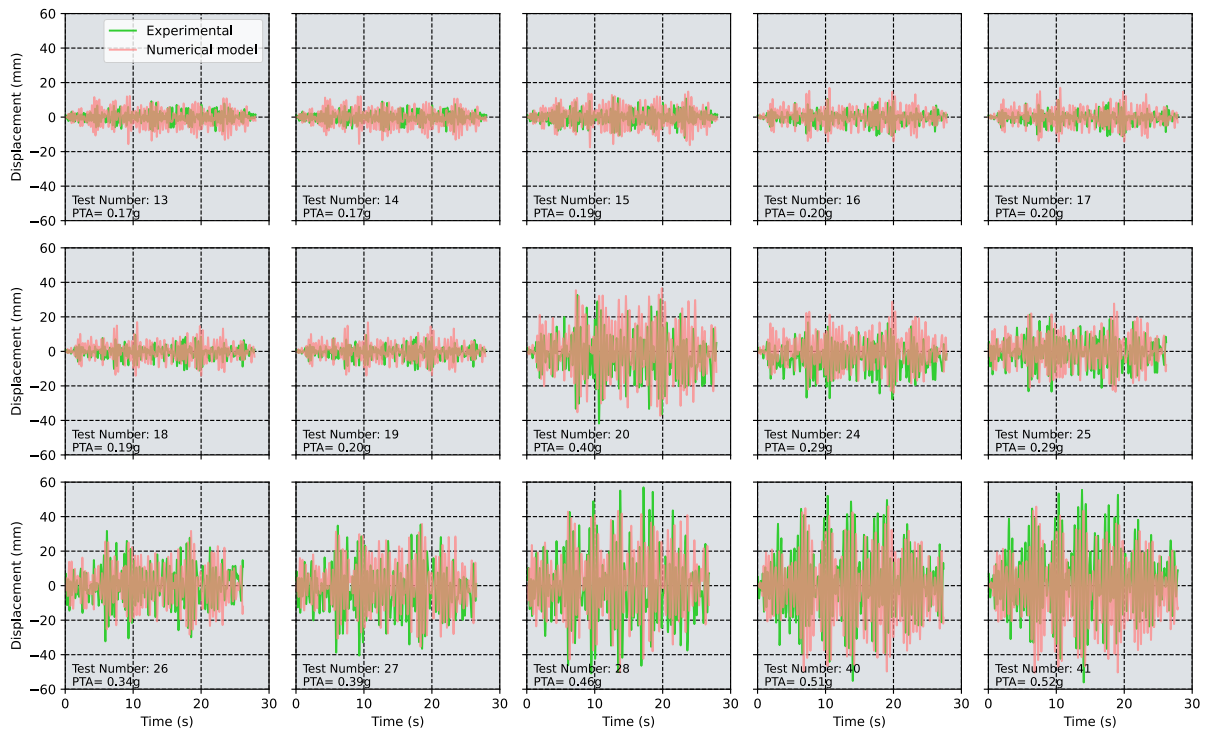 60
40
20
0
−20
−40
−60
Displacement (mm)
Experimental
Numerical model
Test Number: 13
PTA= 0.17g
Test Number: 14
PTA= 0.17g
Test Number: 15
PTA= 0.19g
Test Number: 16
PTA= 0.20g
Test Number: 17
PTA= 0.20g
0 10 20 30
0 10 20 30
0 10 20 30
0 10 20 30
0 10 20 30
60
40
20
0
−20
−40
−60
Displacement (mm)
Test Number: 18
PTA= 0.19g
Test Number: 19
PTA= 0.20g
Test Number: 20
PTA= 0.40g
Test Number: 24
PTA= 0.29g
Test Number: 25
PTA= 0.29g
60
40
20
0
−20
−40
−60
Displacement (mm)
Test Number: 26
PTA= 0.34g
Test Number: 27
PTA= 0.39g
Test Number: 28
PTA= 0.46g
Test Number: 40
PTA= 0.51g
Test Number: 41
PTA= 0.52g
Time (s)
Time (s)
Time (s)
Time (s)
Time (s)